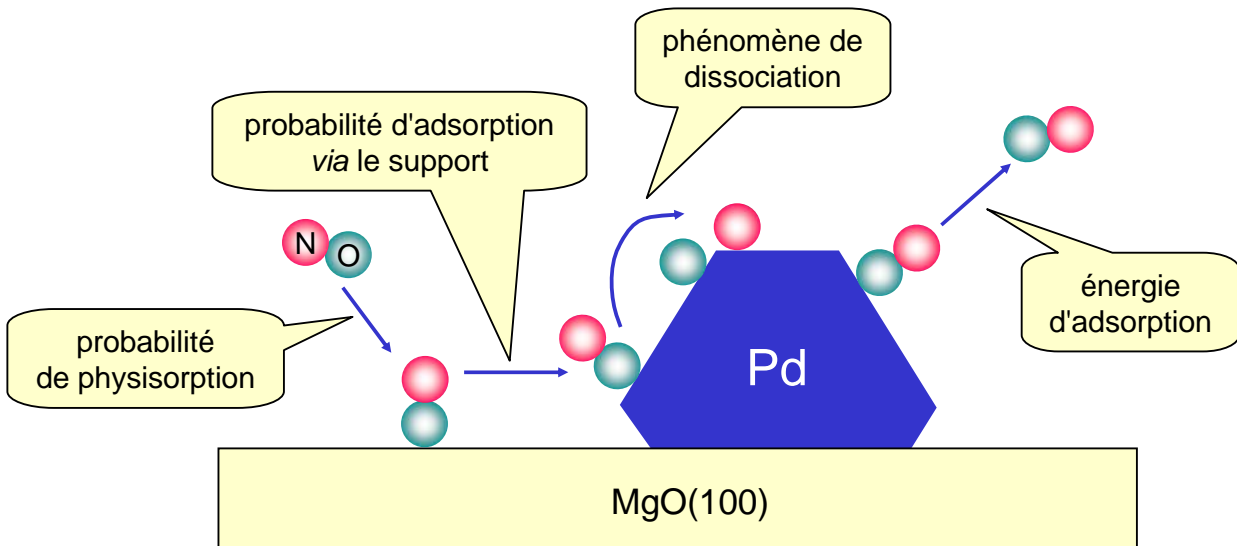 phénomène de
dissociation
probabilité d'adsorption
via le support
N
O
énergie
d'adsorption
probabilité
de physisorption
Pd
MgO(100)